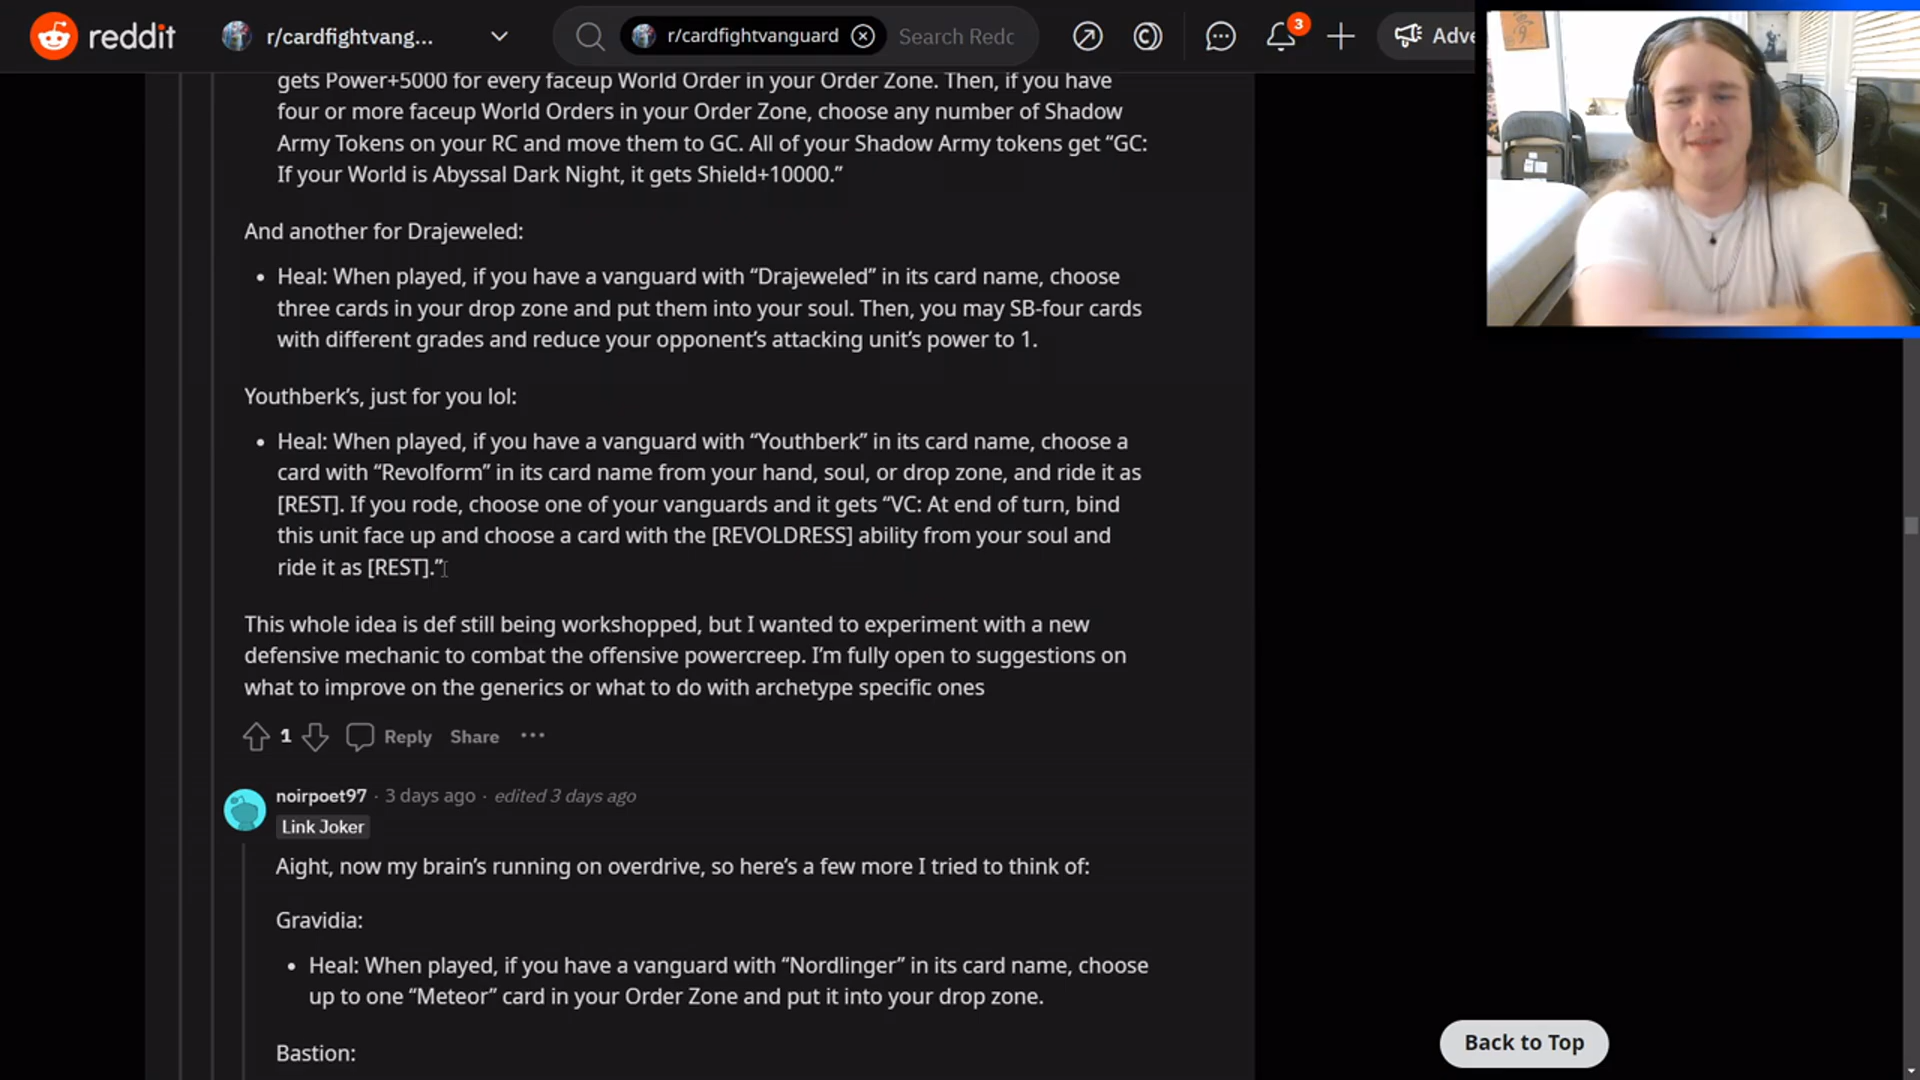 reddit
r/cardfightvang...
r/cardfightvanguard
Search Redc
3
Adve
gets Power+5000 for every faceup World Order in your Order Zone. Then, if you have
four or more faceup World Orders in your Order Zone, choose any number of Shadow
Army Tokens on your RC and move them to GC. All of your Shadow Army tokens get “GC:
If your World is Abyssal Dark Night, it gets Shield+10000.”
And another for Drajeweled:
• Heal: When played, if you have a vanguard with “Drajeweled” in its card name, choose
three cards in your drop zone and put them into your soul. Then, you may SB-four cards
with different grades and reduce your opponent’s attacking unit’s power to 1.
Youthberk’s, just for you lol:
• Heal: When played, if you have a vanguard with “Youthberk” in its card name, choose a
card with “Revolform” in its card name from your hand, soul, or drop zone, and ride it as
[REST]. If you rode, choose one of your vanguards and it gets “VC: At end of turn, bind
this unit face up and choose a card with the [REVOLDRESS] ability from your soul and
ride it as [REST].”
This whole idea is def still being workshopped, but I wanted to experiment with a new
defensive mechanic to combat the offensive powercreep. I’m fully open to suggestions on
what to improve on the generics or what to do with archetype specific ones
1 Reply Share ···
noirpoet97 · 3 days ago · edited 3 days ago
Link Joker
Aight, now my brain’s running on overdrive, so here’s a few more I tried to think of:
Gravidia:
• Heal: When played, if you have a vanguard with “Nordlinger” in its card name, choose
up to one “Meteor” card in your Order Zone and put it into your drop zone.
Bastion:
Back to Top